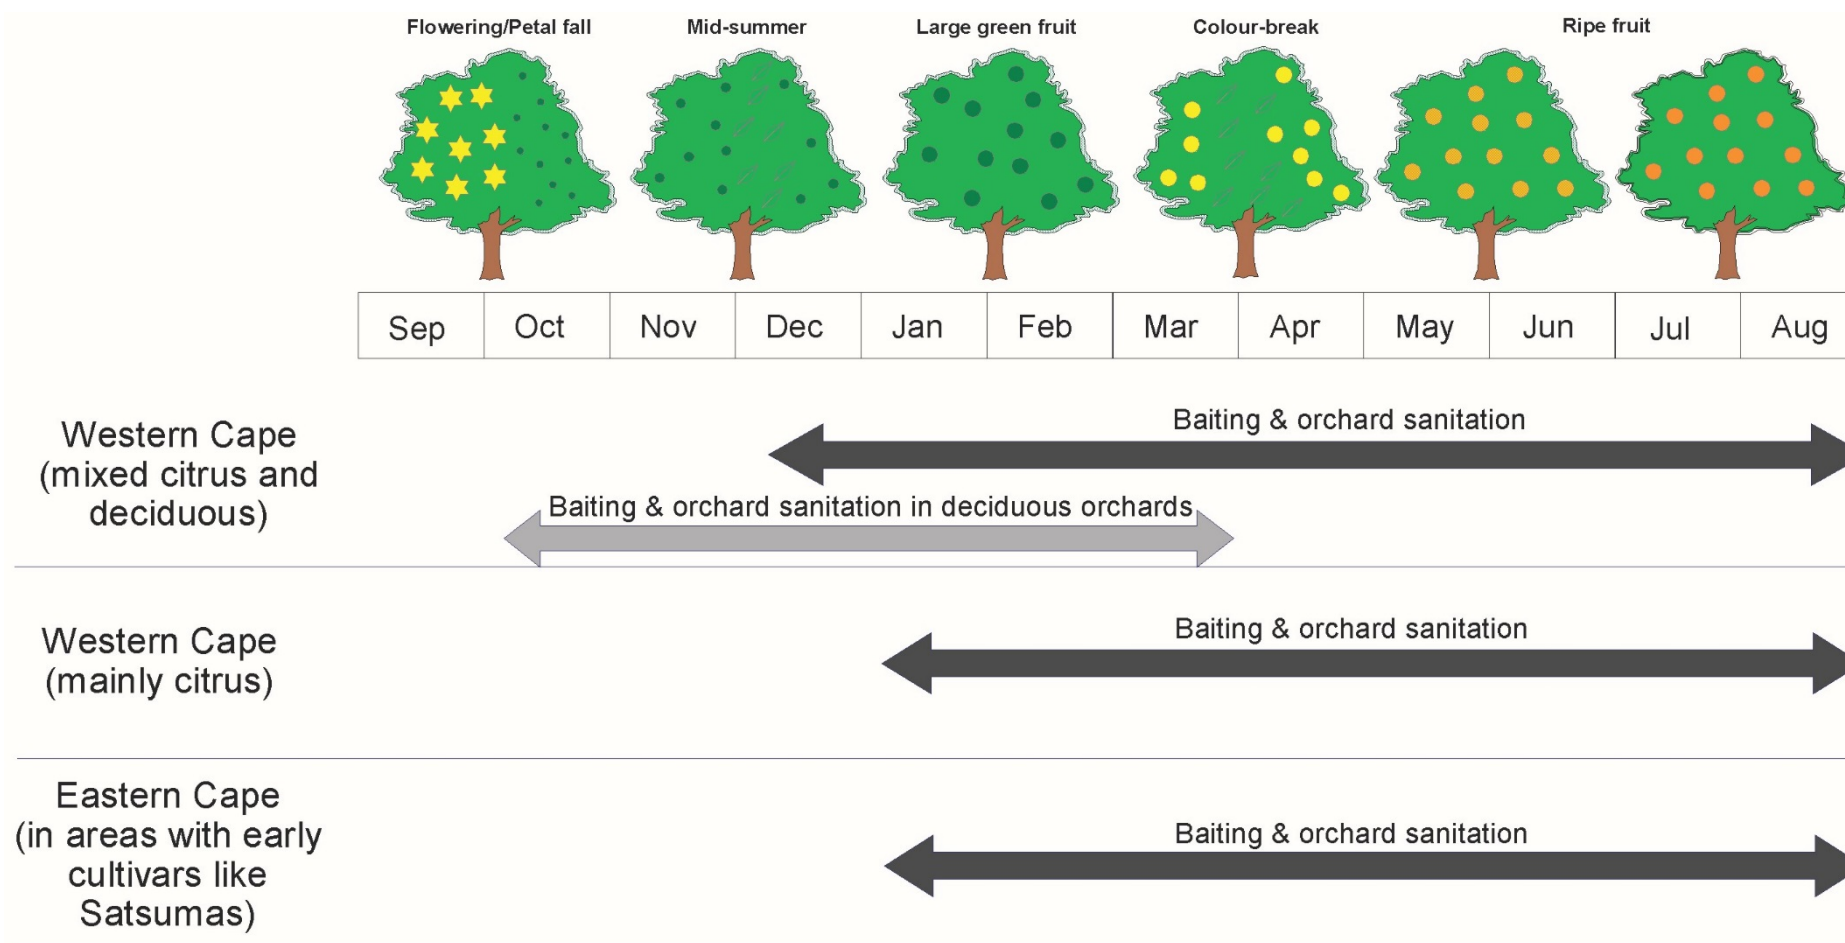 Flowering/Petal fall
Mid-summer
Large green fruit
Colour-break
Ripe fruit
Sep
Oct
Nov
Dec
Jan
Feb
Mar
Apr
May
Jun
Jul
Aug
Western Cape
(mixed citrus and
deciduous)
Baiting & orchard sanitation
Baiting & orchard sanitation in deciduous orchards
Western Cape
(mainly citrus)
Baiting & orchard sanitation
Eastern Cape
(in areas with early
cultivars like
Satsumas)
Baiting & orchard sanitation